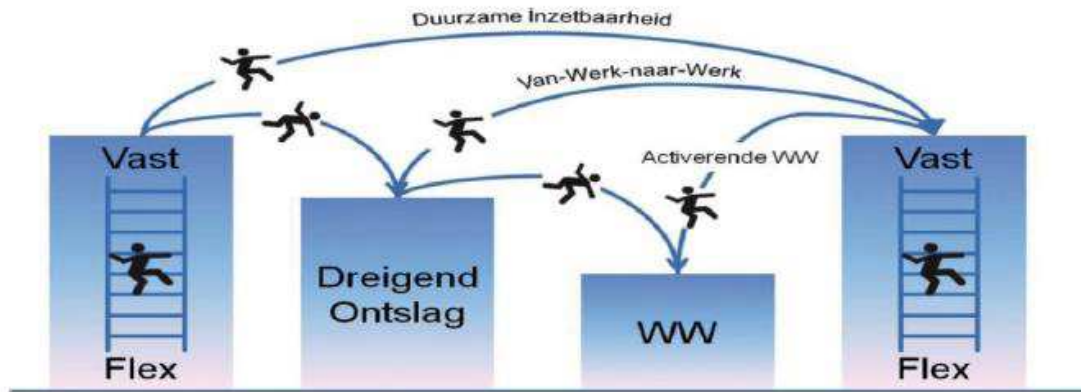 Duurzame Inzetbaarheid
Van-Werk-naar-Werk
Activerende WW
Vast
Flex
Dreigend
Ontslag
WW
Vast
Flex